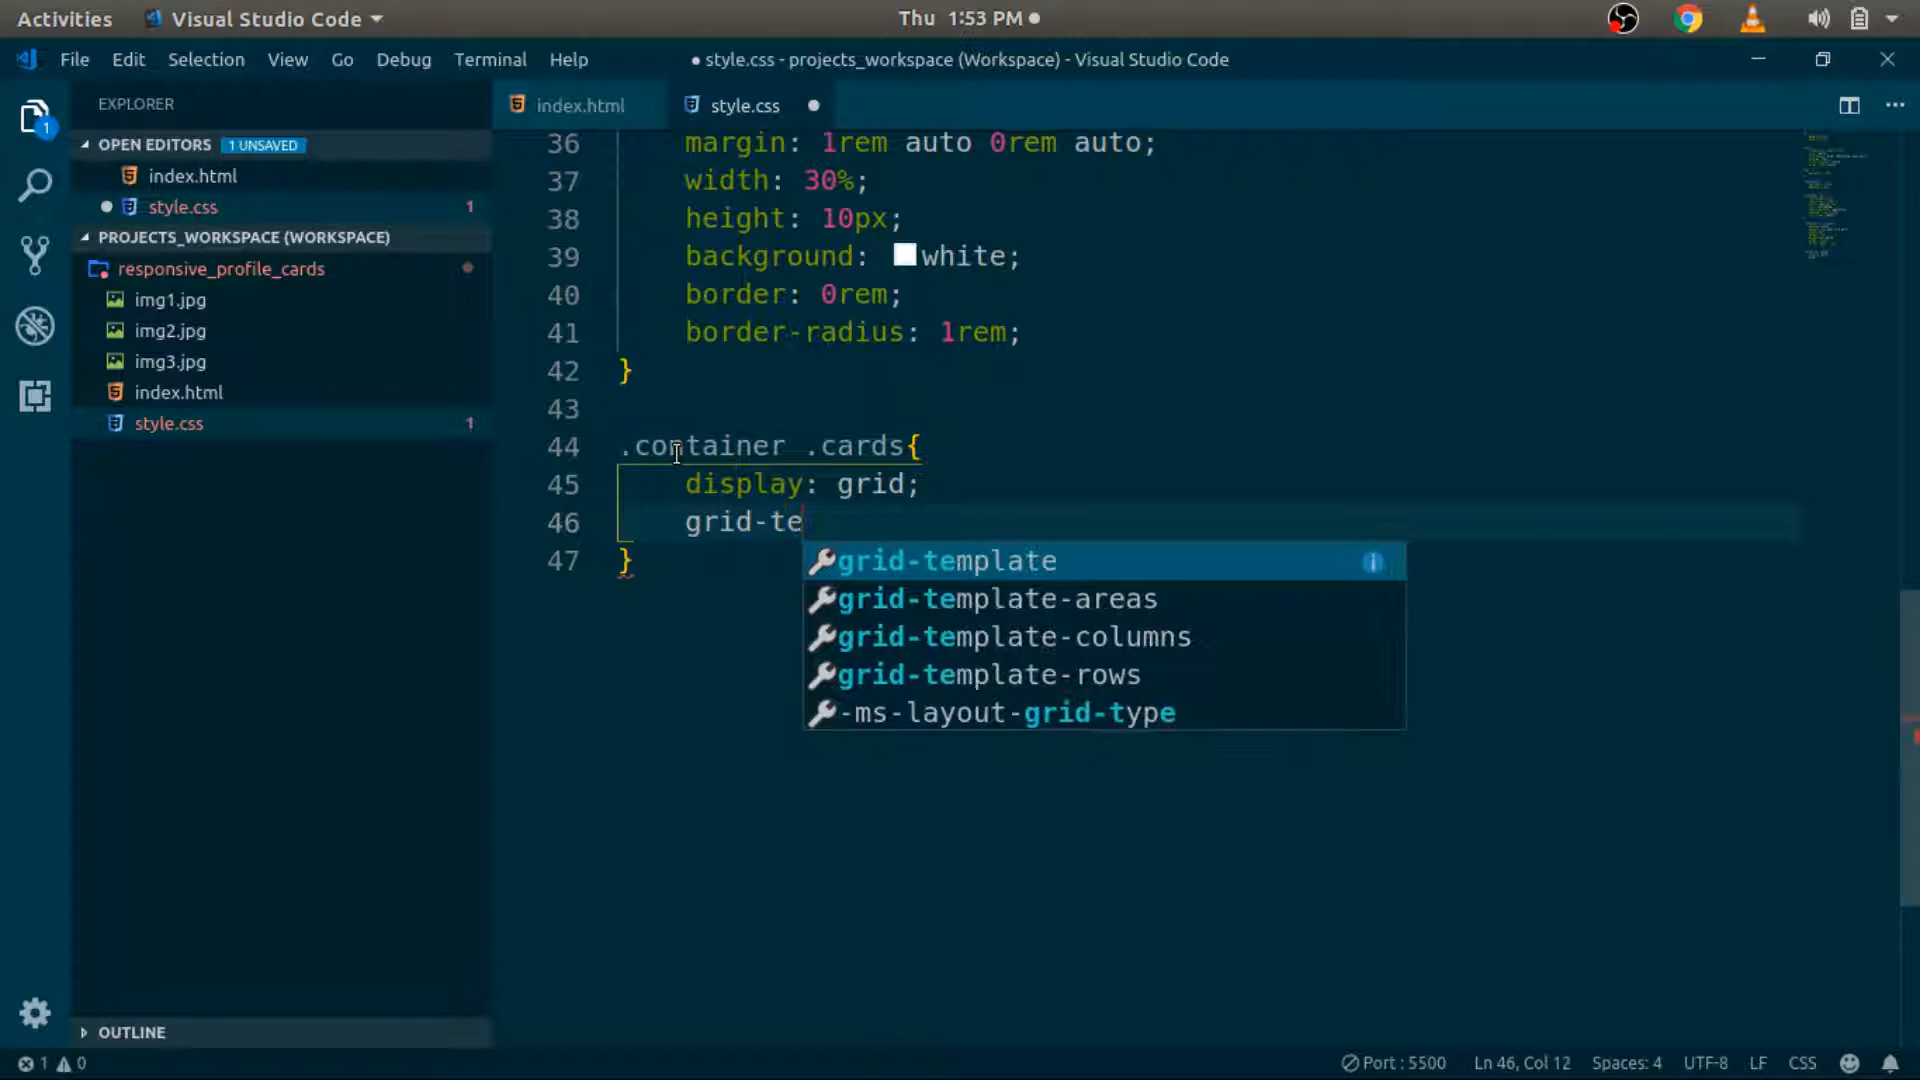 Activities Visual Studio Code Thu 1:53 PM
File Edit Selection View Go Debug Terminal Help ● style.css - projects_workspace (Workspace) - Visual Studio Code
EXPLORER
index.html style.css
OPEN EDITORS 1 UNSAVED
index.html
style.css 1
PROJECTS_WORKSPACE (WORKSPACE)
responsive_profile_cards
img1.jpg
img2.jpg
img3.jpg
index.html
style.css 1
OUTLINE
1
36 margin: 1rem auto 0rem auto;
37 width: 30%;
38 height: 10px;
39 background: white;
40 border: 0rem;
41 border-radius: 1rem;
42 }
43
44 .container .cards{
45 display: grid;
46 grid-te
47 }
grid-template
grid-template-areas
grid-template-columns
grid-template-rows
-ms-layout-grid-type
1 0 Port : 5500 Ln 46, Col 12 Spaces: 4 UTF-8 LF CSS